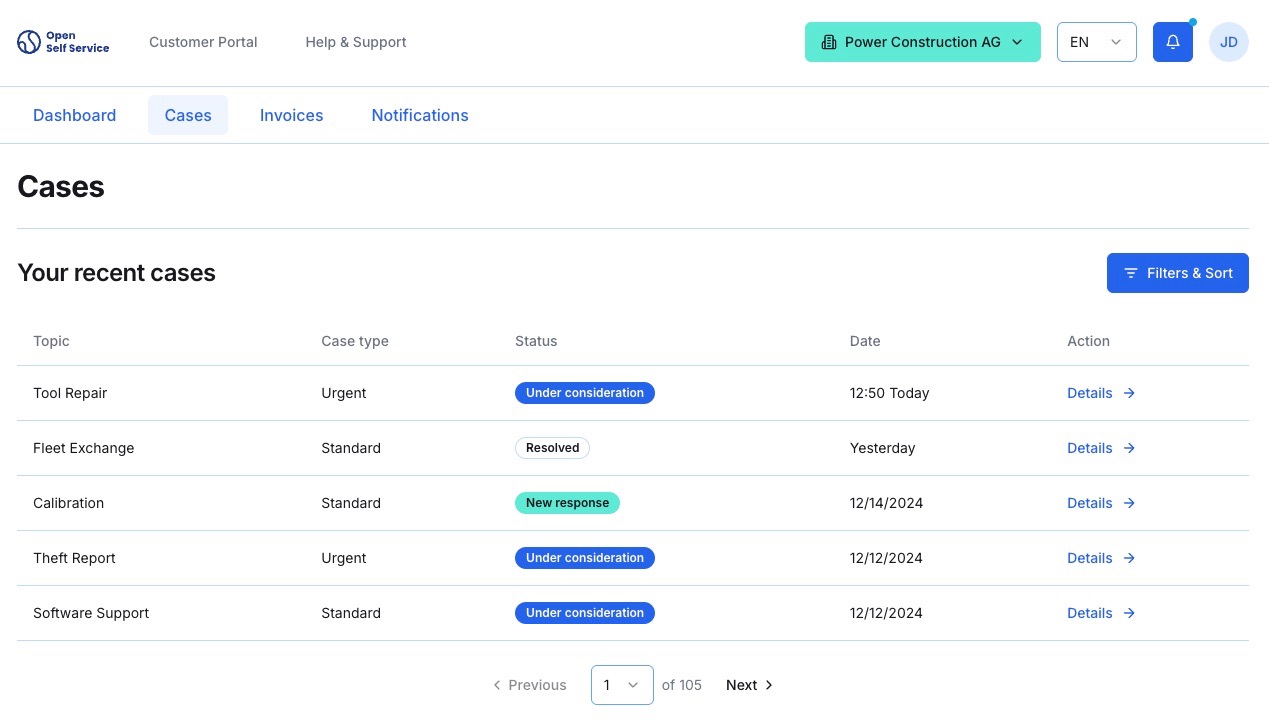 Open
Self Service
Customer Portal
Help & Support
Power Construction AG
EN
JD
Dashboard
Cases
Invoices
Notifications
Cases
Your recent cases
Filters & Sort
Topic Case type Status Date Action
Tool Repair Urgent Under consideration 12:50 Today Details
Fleet Exchange Standard Resolved Yesterday Details
Calibration Standard New response 12/14/2024 Details
Theft Report Urgent Under consideration 12/12/2024 Details
Software Support Standard Under consideration 12/12/2024 Details
Previous 1 of 105 Next